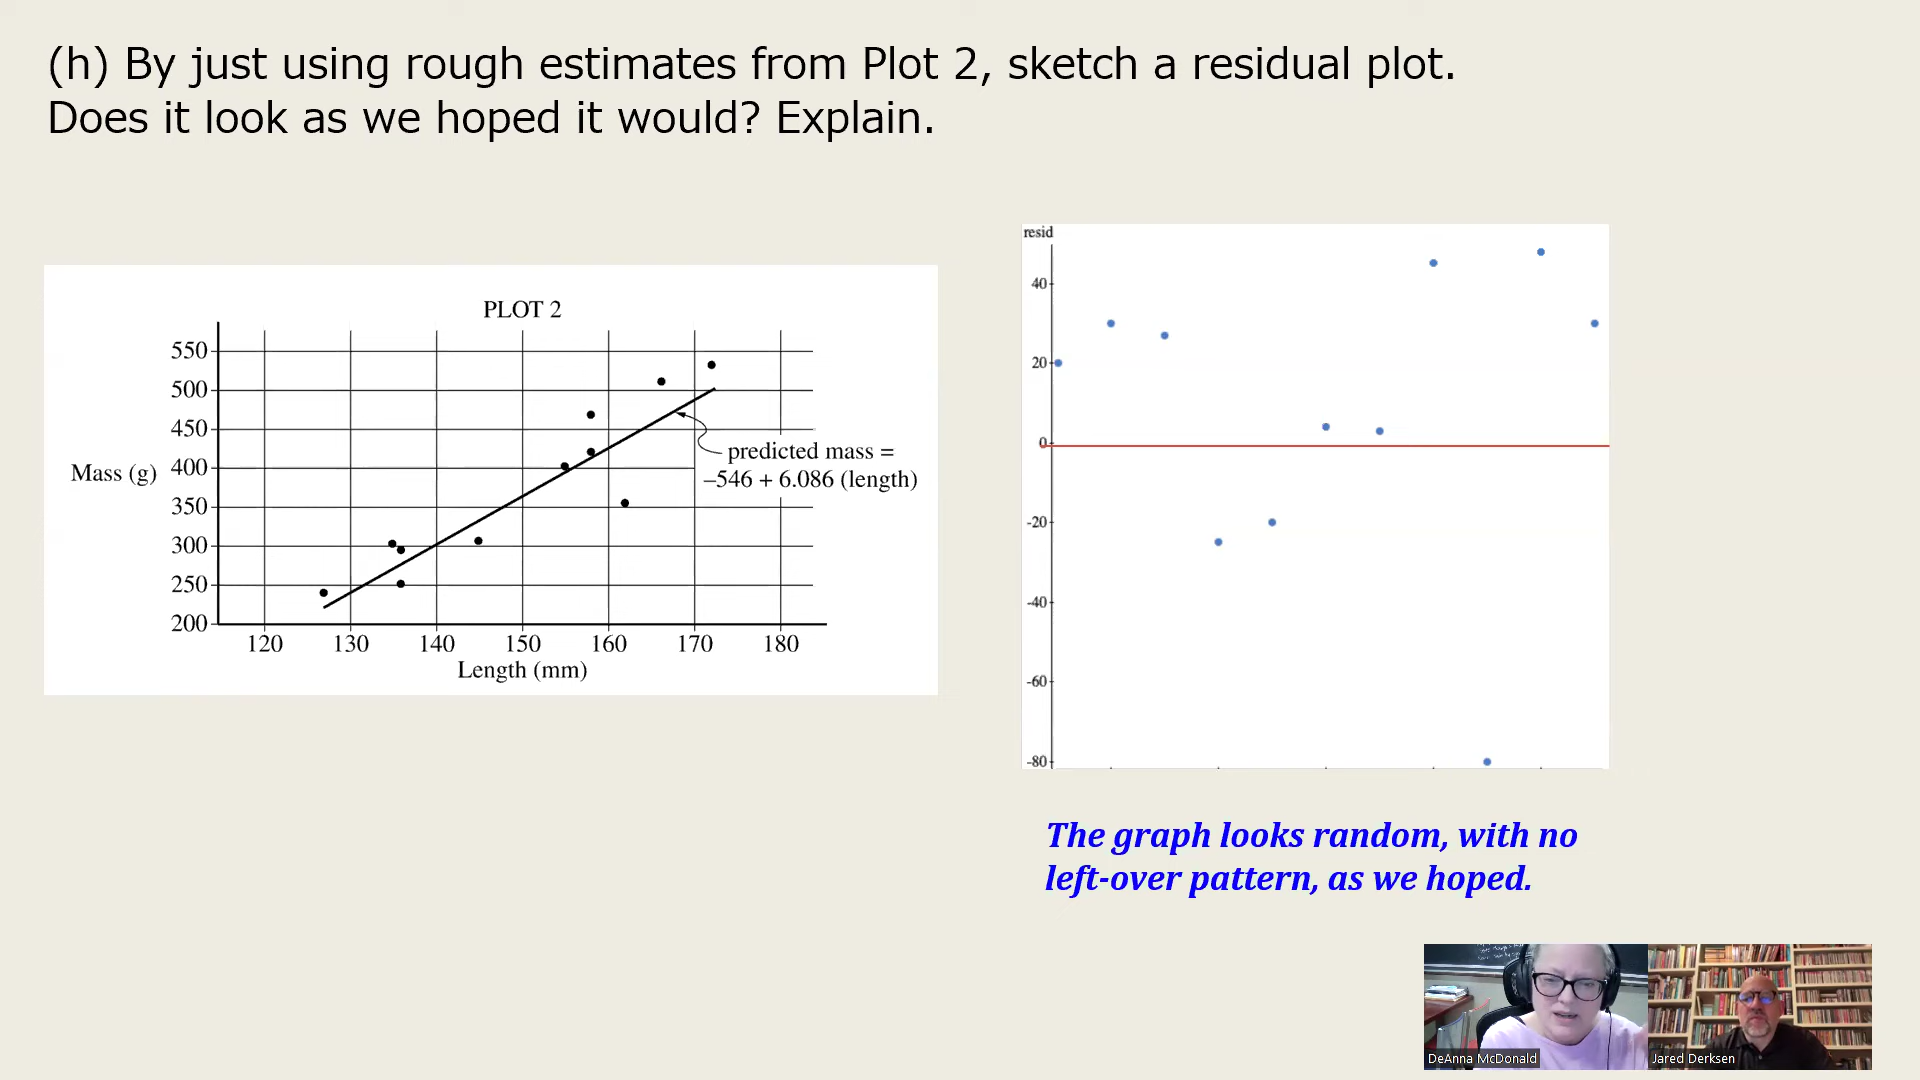 (h) By just using rough estimates from Plot 2, sketch a residual plot.
Does it look as we hoped it would? Explain.
PLOT 2
550
500
450
400
350
300
250
200
Mass (g)
predicted mass =
–546 + 6.086 (length)
120 130 140 150 160 170 180
Length (mm)
resid
40
20
0
-20
-40
-60
-80
The graph looks random, with no
left-over pattern, as we hoped.
DeAnna McDonald
Jared Derksen